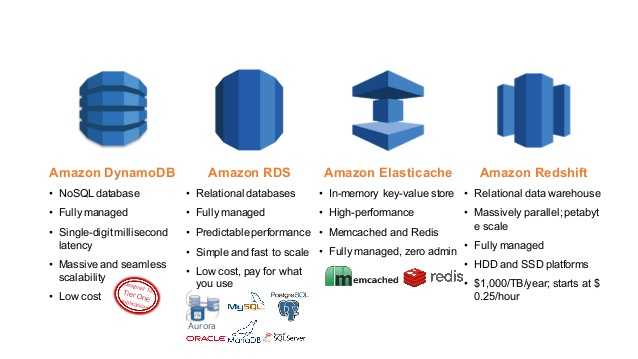 Amazon DynamoDB
• NoSQL database
• Fully managed
• Single-digit millisecond
latency
• Massive and seamless
scalability
• Low cost
Designed
Tier One
Applications
Amazon RDS
• Relational databases
• Fully managed
• Predictable performance
• Simple and fast to scale
• Low cost, pay for what
you use
Aurora
MySQL
PostgreSQL
ORACLE
MariaDB
SQL Server
Amazon Elasticache
• In-memory key-value store
• High-performance
• Memcached and Redis
• Fully managed, zero admin
Memcached
redis
Amazon Redshift
• Relational data warehouse
• Massively parallel; petabyt
e scale
• Fully managed
• HDD and SSD platforms
• $1,000/TB/year; starts at $
0.25/hour